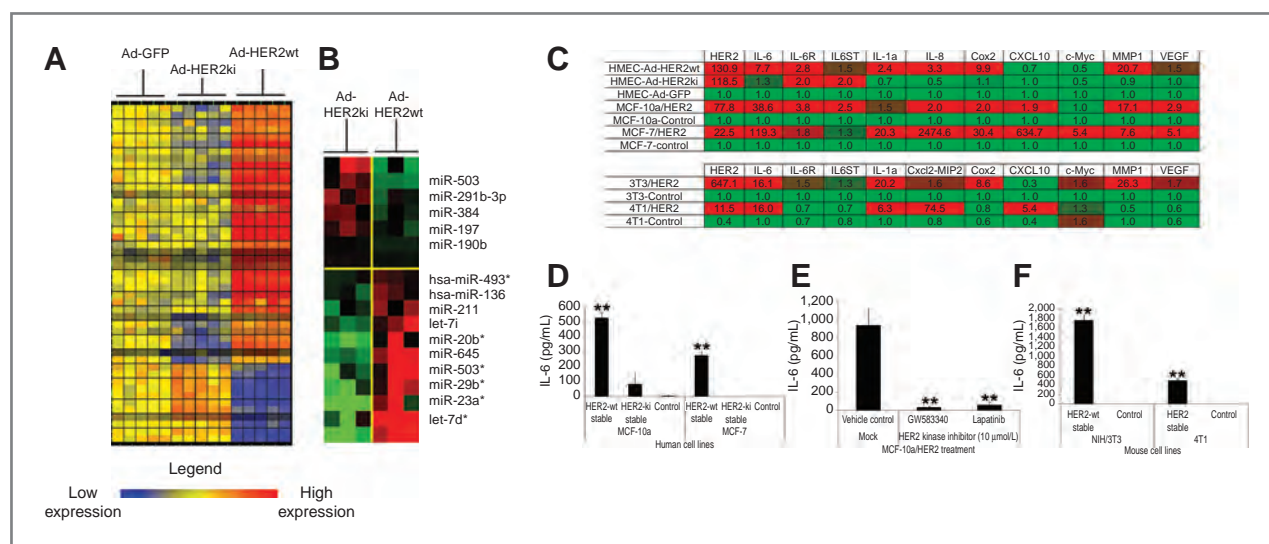 A
Ad-GFP
Ad-HER2ki
Ad-HER2wt
Legend
Low expression
High expression
B
Ad-HER2ki
Ad-HER2wt
miR-503
miR-291b-3p
miR-384
miR-197
miR-190b
hsa-miR-493*
hsa-miR-136
miR-211
let-7i
miR-20b*
miR-645
miR-503*
miR-29b*
miR-23a*
let-7d*
C
HER2 IL-6 IL-6R IL6ST IL-1a IL-8 Cox2 CXCL10 c-Myc MMP1 VEGF
HMEC-Ad-HER2wt 130.9 7.7 2.8 1.5 2.4 3.3 9.9 0.7 0.5 20.7 1.5
HMEC-Ad-HER2ki 118.5 1.3 2.0 2.0 0.7 0.5 1.1 1.0 0.5 0.9 1.0
HMEC-Ad-GFP 1.0 1.0 1.0 1.0 1.0 1.0 1.0 1.0 1.0 1.0 1.0
MCF-10a/HER2 77.8 38.6 3.8 2.5 1.5 2.0 2.0 1.9 1.0 17.1 2.9
MCF-10a-Control 1.0 1.0 1.0 1.0 1.0 1.0 1.0 1.0 1.0 1.0 1.0
MCF-7/HER2 22.5 119.3 1.8 1.3 20.3 2474.6 30.4 634.7 5.4 7.6 5.1
MCF-7-control 1.0 1.0 1.0 1.0 1.0 1.0 1.0 1.0 1.0 1.0 1.0
HER2 IL-6 IL-6R IL6ST IL-1a Cxcl2-MIP2 Cox2 CXCL10 c-Myc MMP1 VEGF
3T3/HER2 647.1 16.1 1.5 1.3 20.2 1.6 8.6 0.3 1.6 26.3 1.7
3T3-Control 1.0 1.0 1.0 1.0 1.0 1.0 1.0 1.0 1.0 1.0 1.0
4T1/HER2 11.5 16.0 0.7 0.7 6.3 74.5 0.8 5.4 1.3 0.5 0.6
4T1-Control 0.4 1.0 0.7 0.8 1.0 0.8 0.6 0.4 1.6 1.0 0.6
D
IL-6 (pg/mL)
600
500
400
300
200
100
0
**
**
HER2-wt stable HER2-ki stable Control HER2-wt stable HER2-ki stable Control
MCF-10a MCF-7
Human cell lines
E
IL-6 (pg/mL)
1,200
1,000
800
600
400
200
0
**
**
Vehicle control GW583340 Lapatinib
Mock HER2 kinase inhibitor (10 μmol/L)
MCF-10a/HER2 treatment
F
IL-6 (pg/mL)
2,000
1,800
1,600
1,400
1,200
1,000
800
600
400
200
0
**
**
HER2-wt stable Control HER2 stable Control
NIH/3T3 4T1
Mouse cell lines